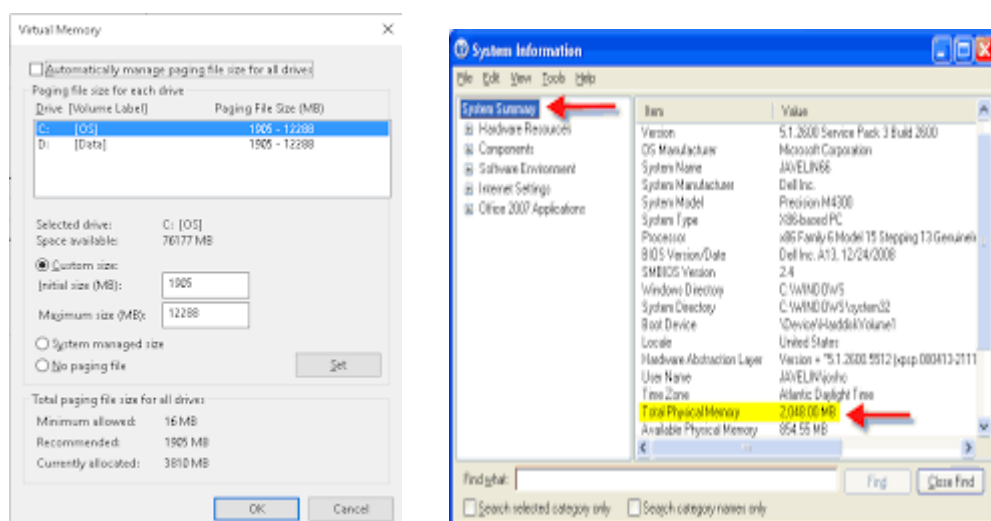 Virtual Memory
Automatically manage paging file size for all drives
Paging file size for each drive
Drive [Volume Label] Paging File Size (MB)
C: [OS] 1905 - 12288
D: [Data] 1905 - 12288
Selected drive: C: [OS]
Space available: 76177 MB
Custom size:
Initial size (MB): 1905
Maximum size (MB): 12288
System managed size
No paging file
Set
Total paging file size for all drives
Minimum allowed: 16 MB
Recommended: 1905 MB
Currently allocated: 3810 MB
OK Cancel
System Information
File Edit View Tools Help
System Summary
Hardware Resources
Components
Software Environment
Internet Settings
Office 2007 Applications
Item Value
Version 5.1.2600 Service Pack 3 Build 2600
OS Manufacturer Microsoft Corporation
System Name JAVELIN66
System Manufacturer Dell Inc.
System Model Precision M4300
System Type X86-based PC
Processor x86 Family 6 Model 15 Stepping 13
BIOS Version/Date Dell Inc. A13, 12/24/2008
SMBIOS Version 2.4
Windows Directory C:\WINDOWS
System Directory C:\WINDOWS\system32
Boot Device \Device\HarddiskVolume1
Locale United States
Hardware Abstraction Layer Version = "5.1.2600.5512 (xpsp.080413-2111
User Name
Time Zone Atlantic Daylight Time
Total Physical Memory 2,048.00 MB
Available Physical Memory 854.55 MB
Find what: Find Close Find
Search selected category only Search category names only